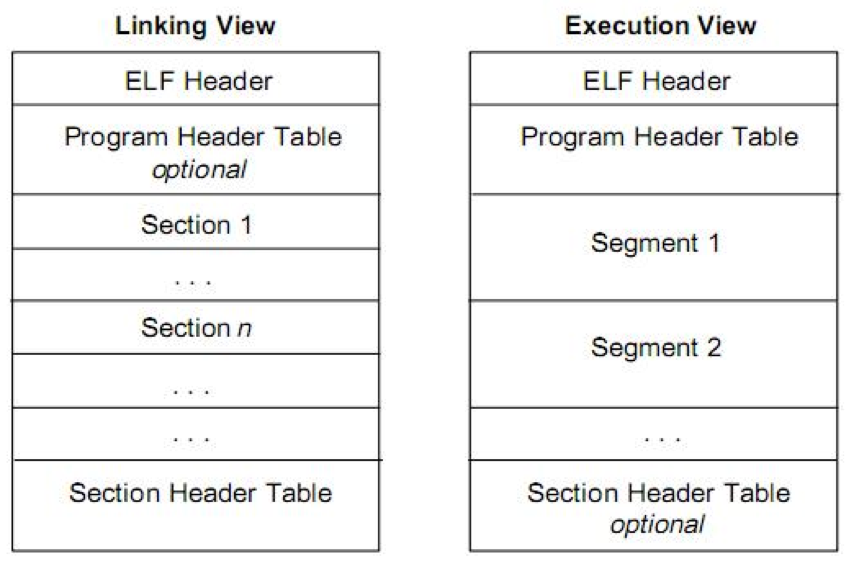 Linking View
ELF Header
Program Header Table
optional
Section 1
. . .
Section n
. . .
. . .
Section Header Table
Execution View
ELF Header
Program Header Table
Segment 1
Segment 2
. . .
Section Header Table
optional